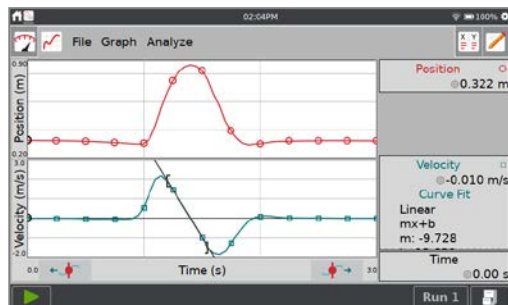 02:04PM
100%
File Graph Analyze
X Y
0.90
Position (m)
0.20
Position
0.322 m
3.0
Velocity (m/s)
-2.0
Velocity
-0.010 m/s
Curve Fit
Linear
mx+b
m: -9.728
0.0
Time (s)
3.0
Time
0.00 s
Run 1